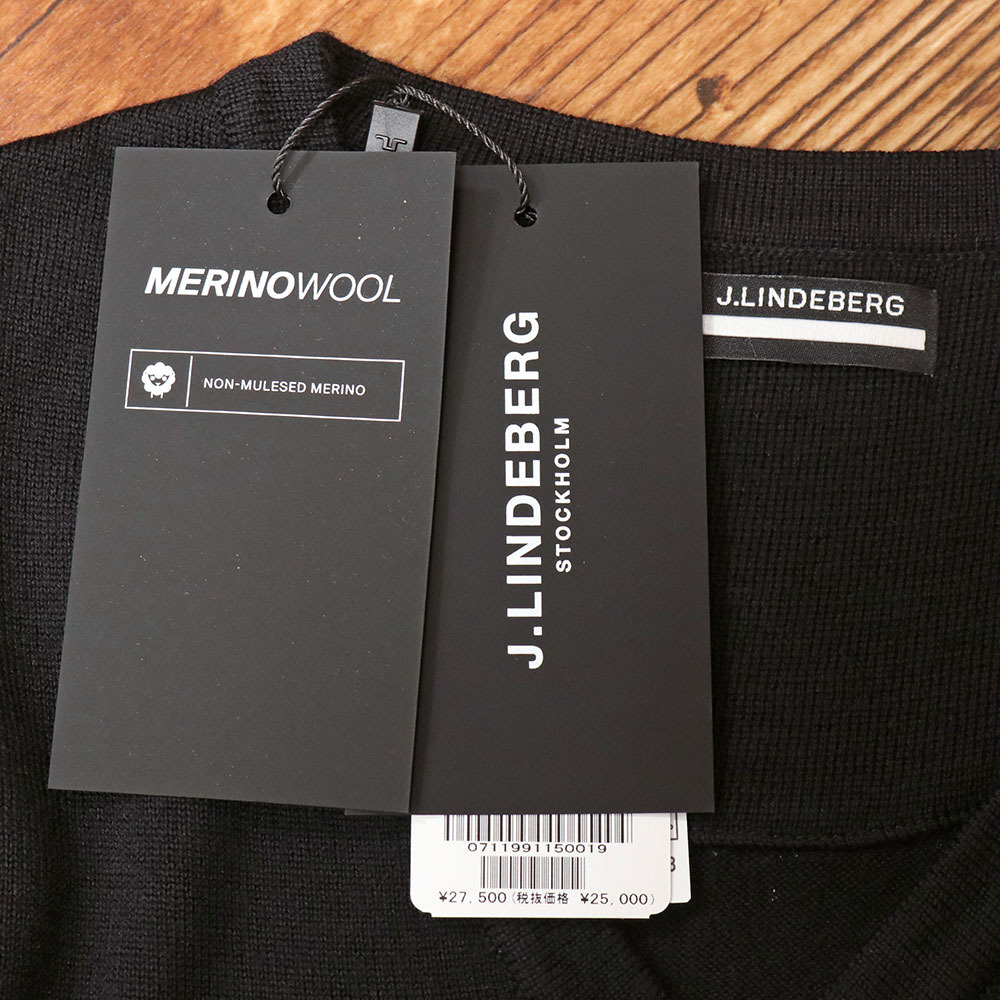 MERINOWOOL
NON-MULESED MERINO
J.LINDEBERG
STOCKHOLM
J.LINDEBERG
0711991150019
¥27,500(税抜価格 ¥25,000)